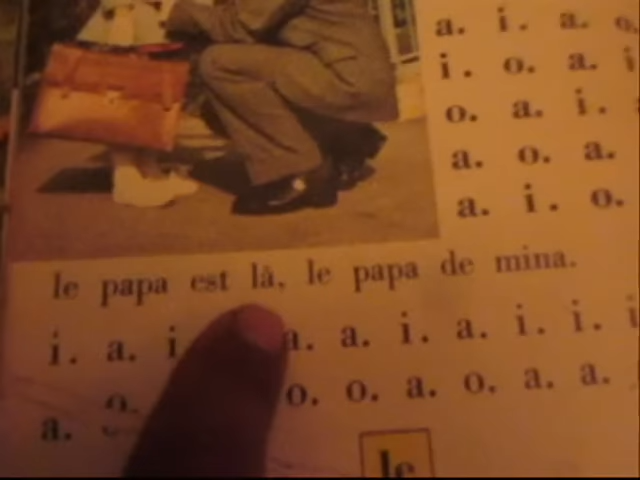 a. i. a. o.
i. o. a. i
o. a. i.
a. o. a.
a. i. o.
le papa est là, le papa de mina.
i. a. i a. a. i. a. i. i. i
a. o. o. o. a. o. a. a.
le